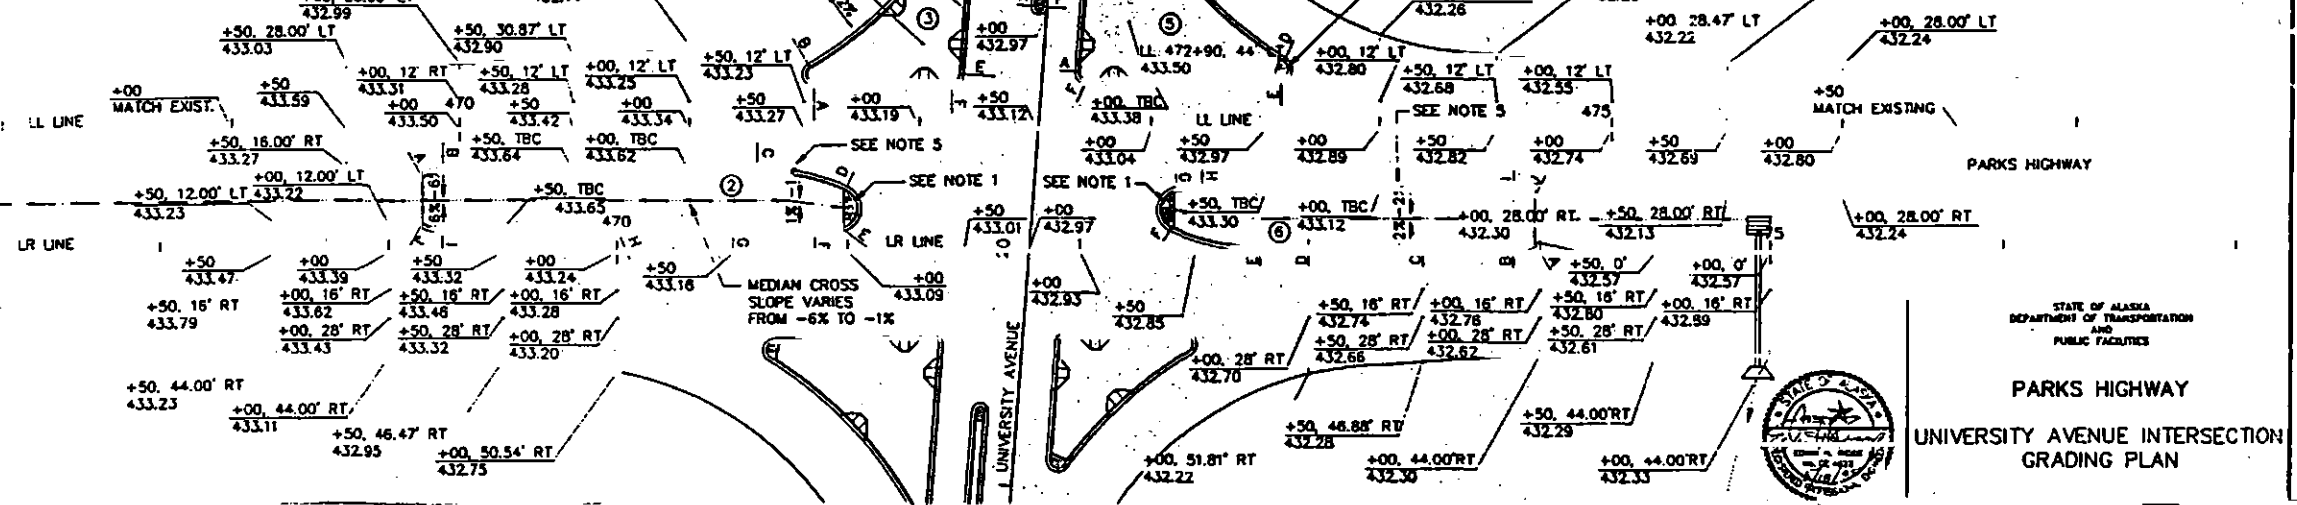 432.99
+50, 28.00' LT
433.03
+50, 30.87' LT
432.90
+00, 12' RT
433.31
+50, 12' LT
433.28
+00, 12' LT
433.25
+50, 12' LT
433.23
+00
432.97
LL 472+90, 44' LT
433.50
432.26
+00, 12' LT
432.80
+50, 12' LT
432.68
+00, 12' LT
432.55
+00 28.47' LT
432.22
+00, 28.00' LT
432.24
LL LINE
+00
MATCH EXIST.
+50
433.59
+00
433.50
470
+50
433.42
+00
433.34
+50
433.27
+00
433.19
+50
433.12
+00, TBC
433.38
LL LINE
SEE NOTE 5
475
+50
MATCH EXISTING
+50, 16.00' RT
433.27
+50, TBC
433.64
+00, TBC
433.62
SEE NOTE 5
+00
433.04
+50
432.97
+00
432.89
+50
432.82
+00
432.74
+50
432.69
+00
432.80
PARKS HIGHWAY
+50, 12.00' LT
433.23
+00, 12.00' LT
433.22
(6%-6)
+50, TBC
433.65
470
2
1%
SEE NOTE 1
SEE NOTE 1
+50, TBC
433.30
+00, TBC
433.12
6
2%-2%
+00, 28.00' RT
432.30
+50, 28.00' RT
432.13
75
+00, 28.00' RT
432.24
LR LINE
+50
433.01
+00
432.97
LR LINE
+50
433.47
+00
433.39
+50
433.32
+00
433.24
+50
433.16
+00
433.09
+00
432.93
+50
432.85
+50, 0'
432.57
+00, 0'
432.57
MEDIAN CROSS
SLOPE VARIES
FROM -6% TO -1%
+50, 16' RT
433.79
+00, 16' RT
433.62
+50, 16' RT
433.46
+00, 16' RT
433.28
+00, 28' RT
433.43
+50, 28' RT
433.32
+00, 28' RT
433.20
+50, 16' RT
432.74
+00, 16' RT
432.76
+50, 16' RT
432.80
+00, 16' RT
432.89
+00, 28' RT
432.70
+50, 28' RT
432.66
+00, 28' RT
432.62
+50, 28' RT
432.61
+50, 44.00' RT
433.23
+00, 44.00' RT
433.11
+50, 46.47' RT
432.95
+00, 50.54' RT
432.75
UNIVERSITY AVENUE
+00, 51.81' RT
432.22
+50, 46.88' RT
432.28
+00, 44.00'RT
432.30
+50, 44.00'RT
432.29
+00, 44.00'RT
432.33
STATE OF ALASKA
DEPARTMENT OF TRANSPORTATION
AND
PUBLIC FACILITIES
PARKS HIGHWAY
UNIVERSITY AVENUE INTERSECTION
GRADING PLAN
STATE OF ALASKA